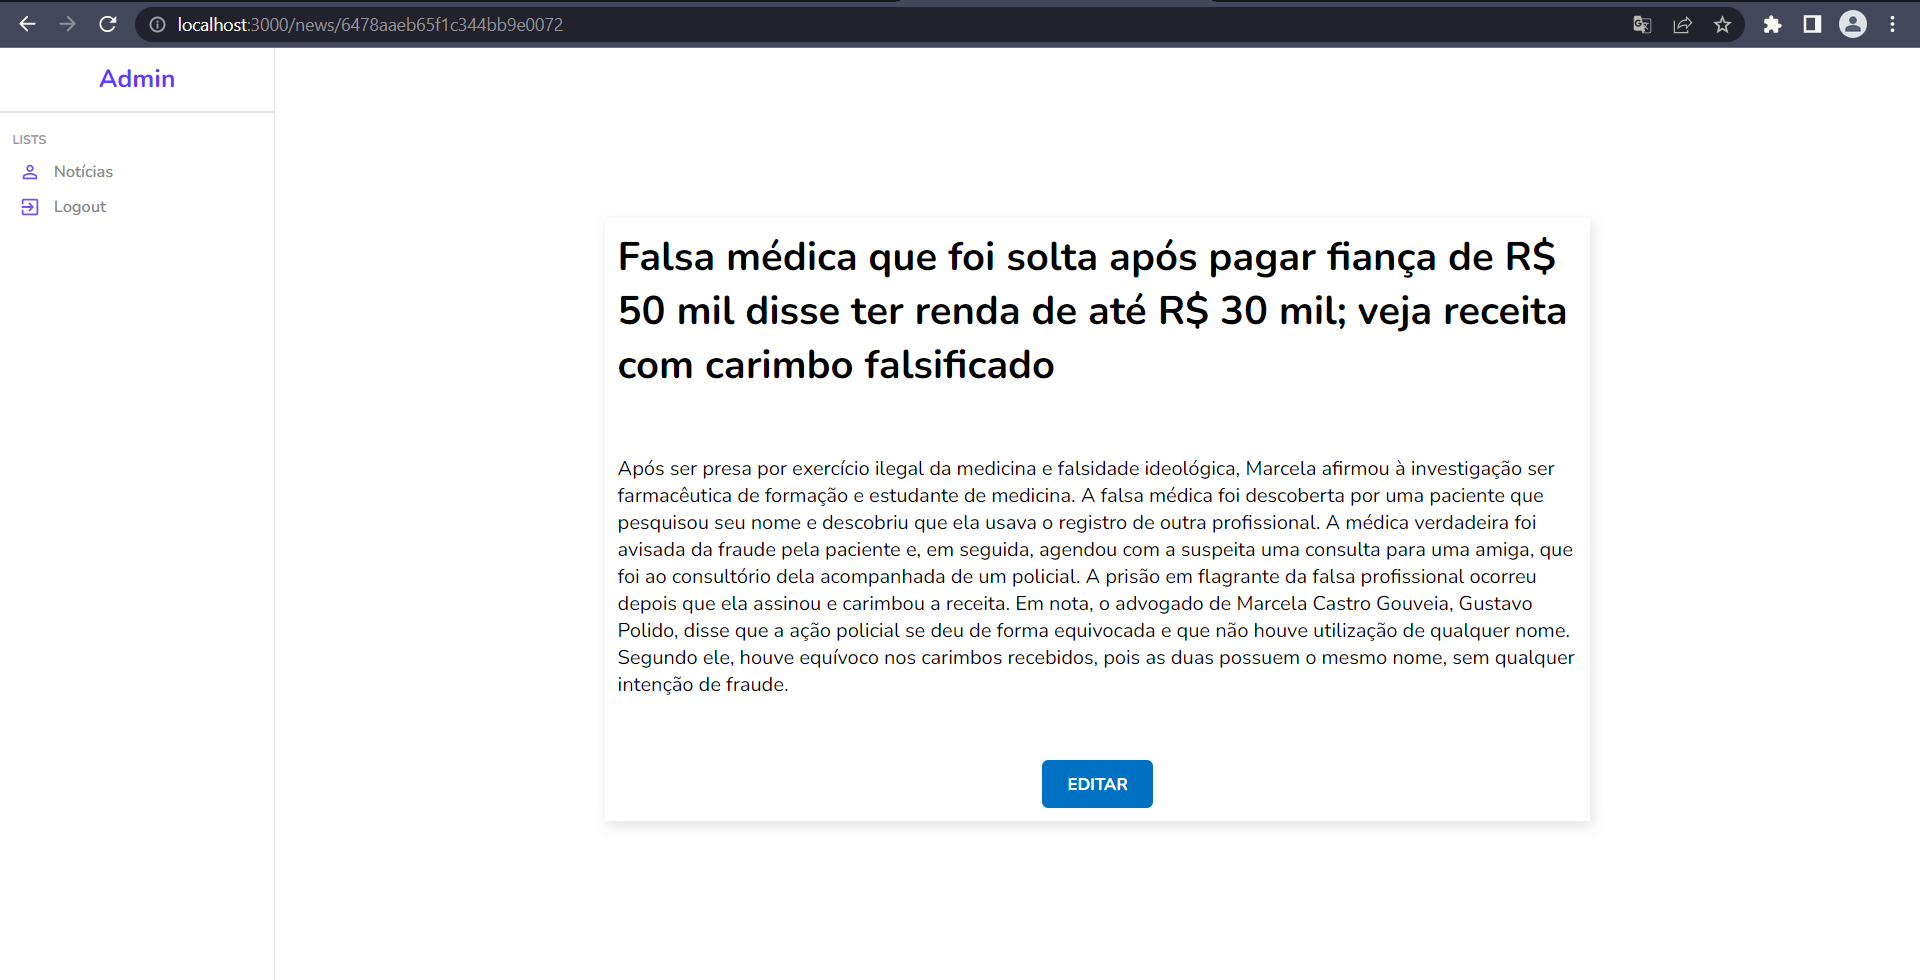 localhost:3000/news/6478aaeb65f1c344bb9e0072
Admin
LISTS
Notícias
Logout
Falsa médica que foi solta após pagar fiança de R$
50 mil disse ter renda de até R$ 30 mil; veja receita
com carimbo falsificado
Após ser presa por exercício ilegal da medicina e falsidade ideológica, Marcela afirmou à investigação ser
farmacêutica de formação e estudante de medicina. A falsa médica foi descoberta por uma paciente que
pesquisou seu nome e descobriu que ela usava o registro de outra profissional. A médica verdadeira foi
avisada da fraude pela paciente e, em seguida, agendou com a suspeita uma consulta para uma amiga, que
foi ao consultório dela acompanhada de um policial. A prisão em flagrante da falsa profissional ocorreu
depois que ela assinou e carimbou a receita. Em nota, o advogado de Marcela Castro Gouveia, Gustavo
Polido, disse que a ação policial se deu de forma equivocada e que não houve utilização de qualquer nome.
Segundo ele, houve equívoco nos carimbos recebidos, pois as duas possuem o mesmo nome, sem qualquer
intenção de fraude.
EDITAR